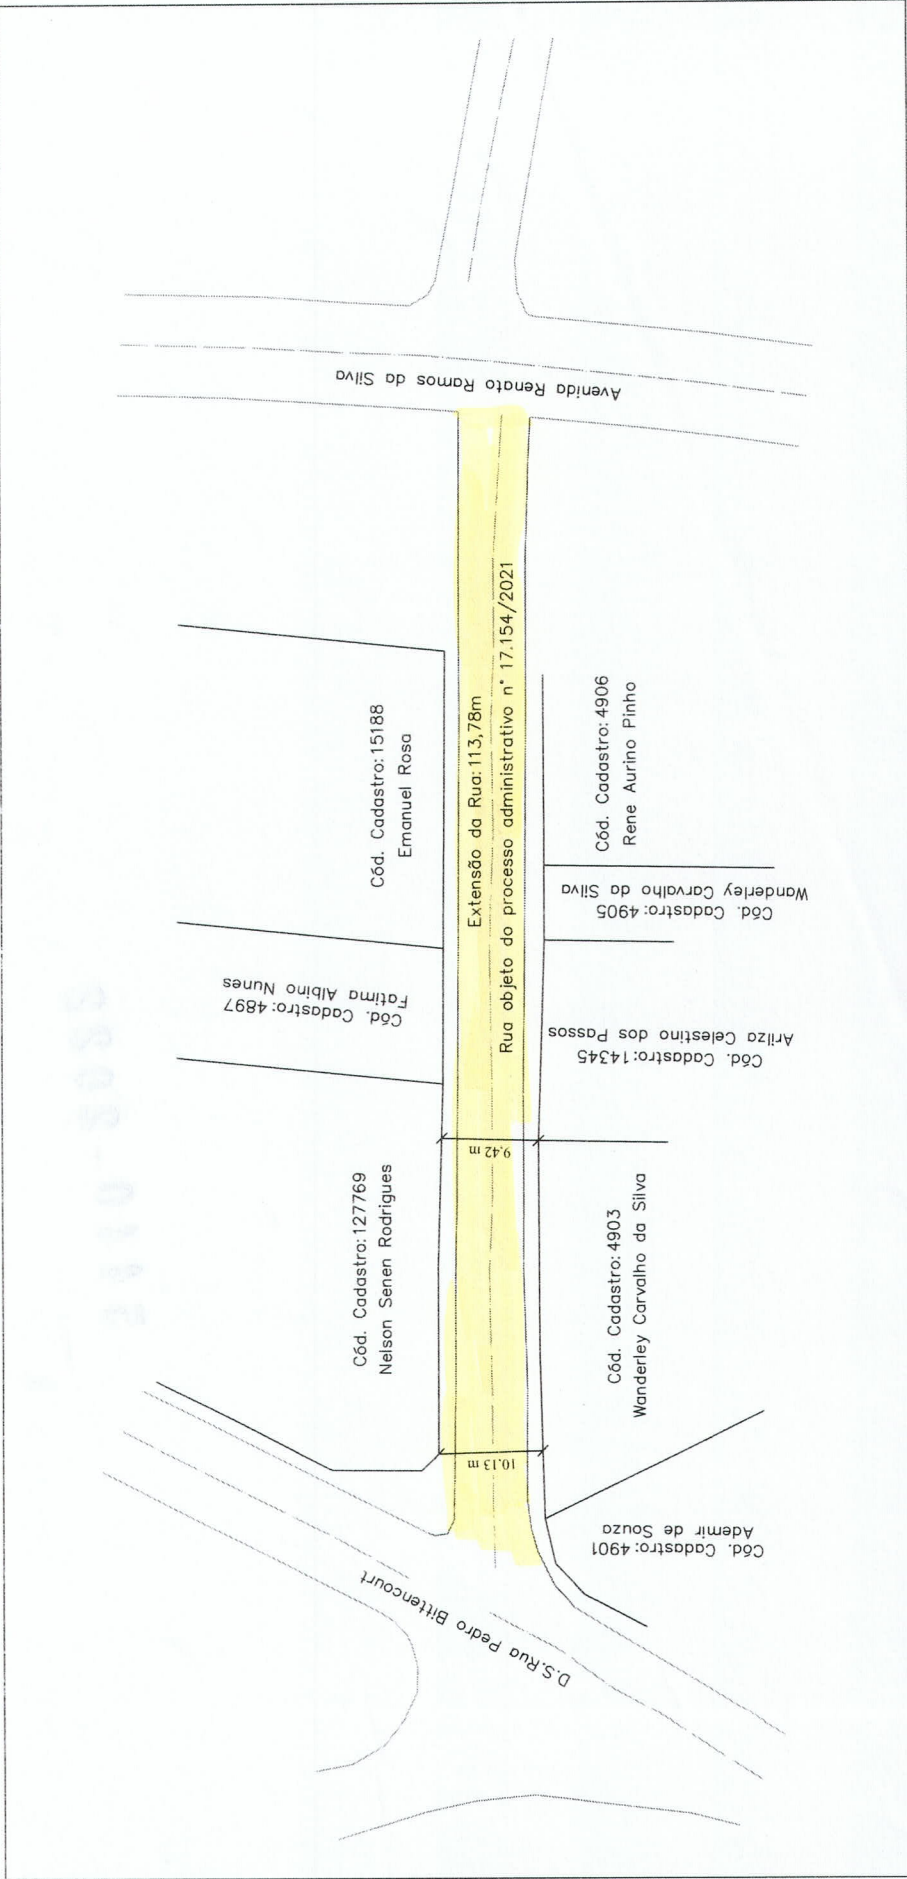 Avenida Renato Ramos da Silva
Cód. Cadastro:15188
Emanuel Rosa
Extensão da Rua:113,78m
Rua objeto do processo administrativo n° 17.154/2021
Cód. Cadastro:4906
Rene Aurino Pinho
Cód. Cadastro:4905
Wanderley Carvalho da Silva
Cód. Cadastro:4897
Fatima Albino Nunes
Cód. Cadastro:14345
Arilza Celestino dos Passos
9.42 m
Cód. Cadastro:127769
Nelson Senen Rodrigues
Cód. Cadastro:4903
Wanderley Carvalho da Silva
10.13 m
Cód. Cadastro:4901
Ademir de Souza
D.S.Rua Pedro Bittencourt